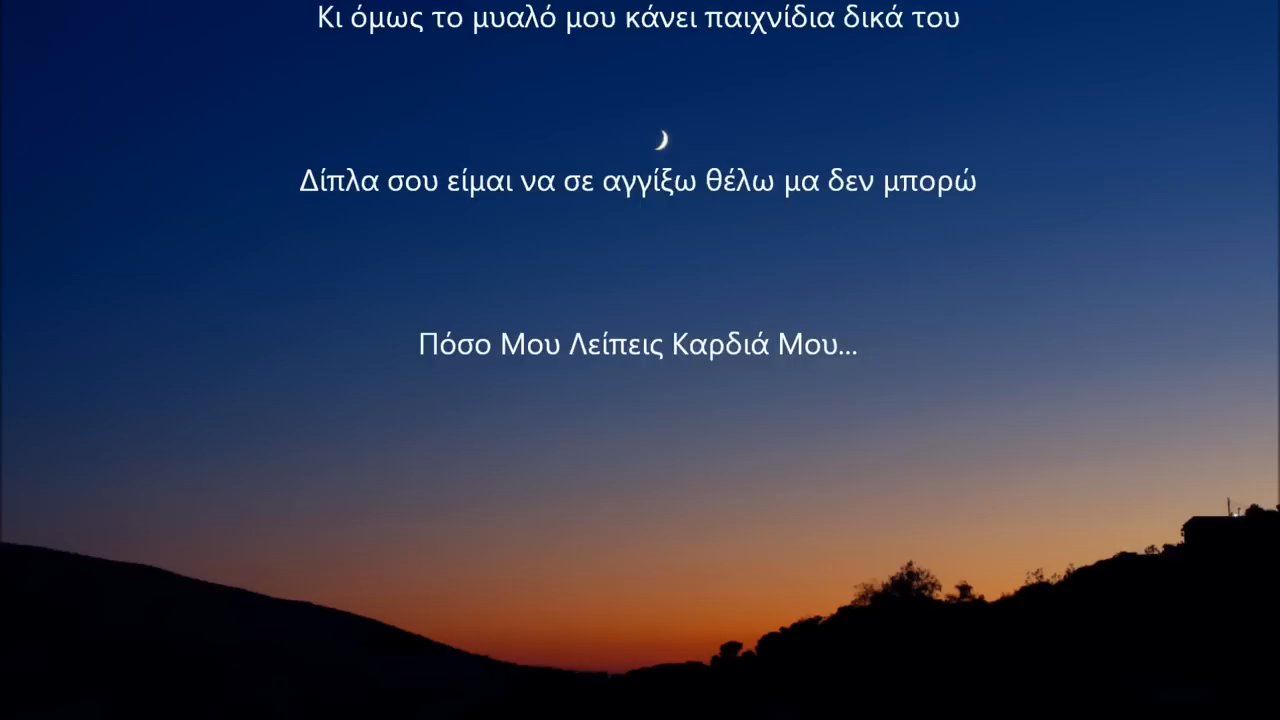 Κι όμως το μυαλό μου κάνει παιχνίδια δικά του
Δίπλα σου είμαι να σε αγγίξω θέλω μα δεν μπορώ
Πόσο Μου Λείπεις Καρδιά Μου...